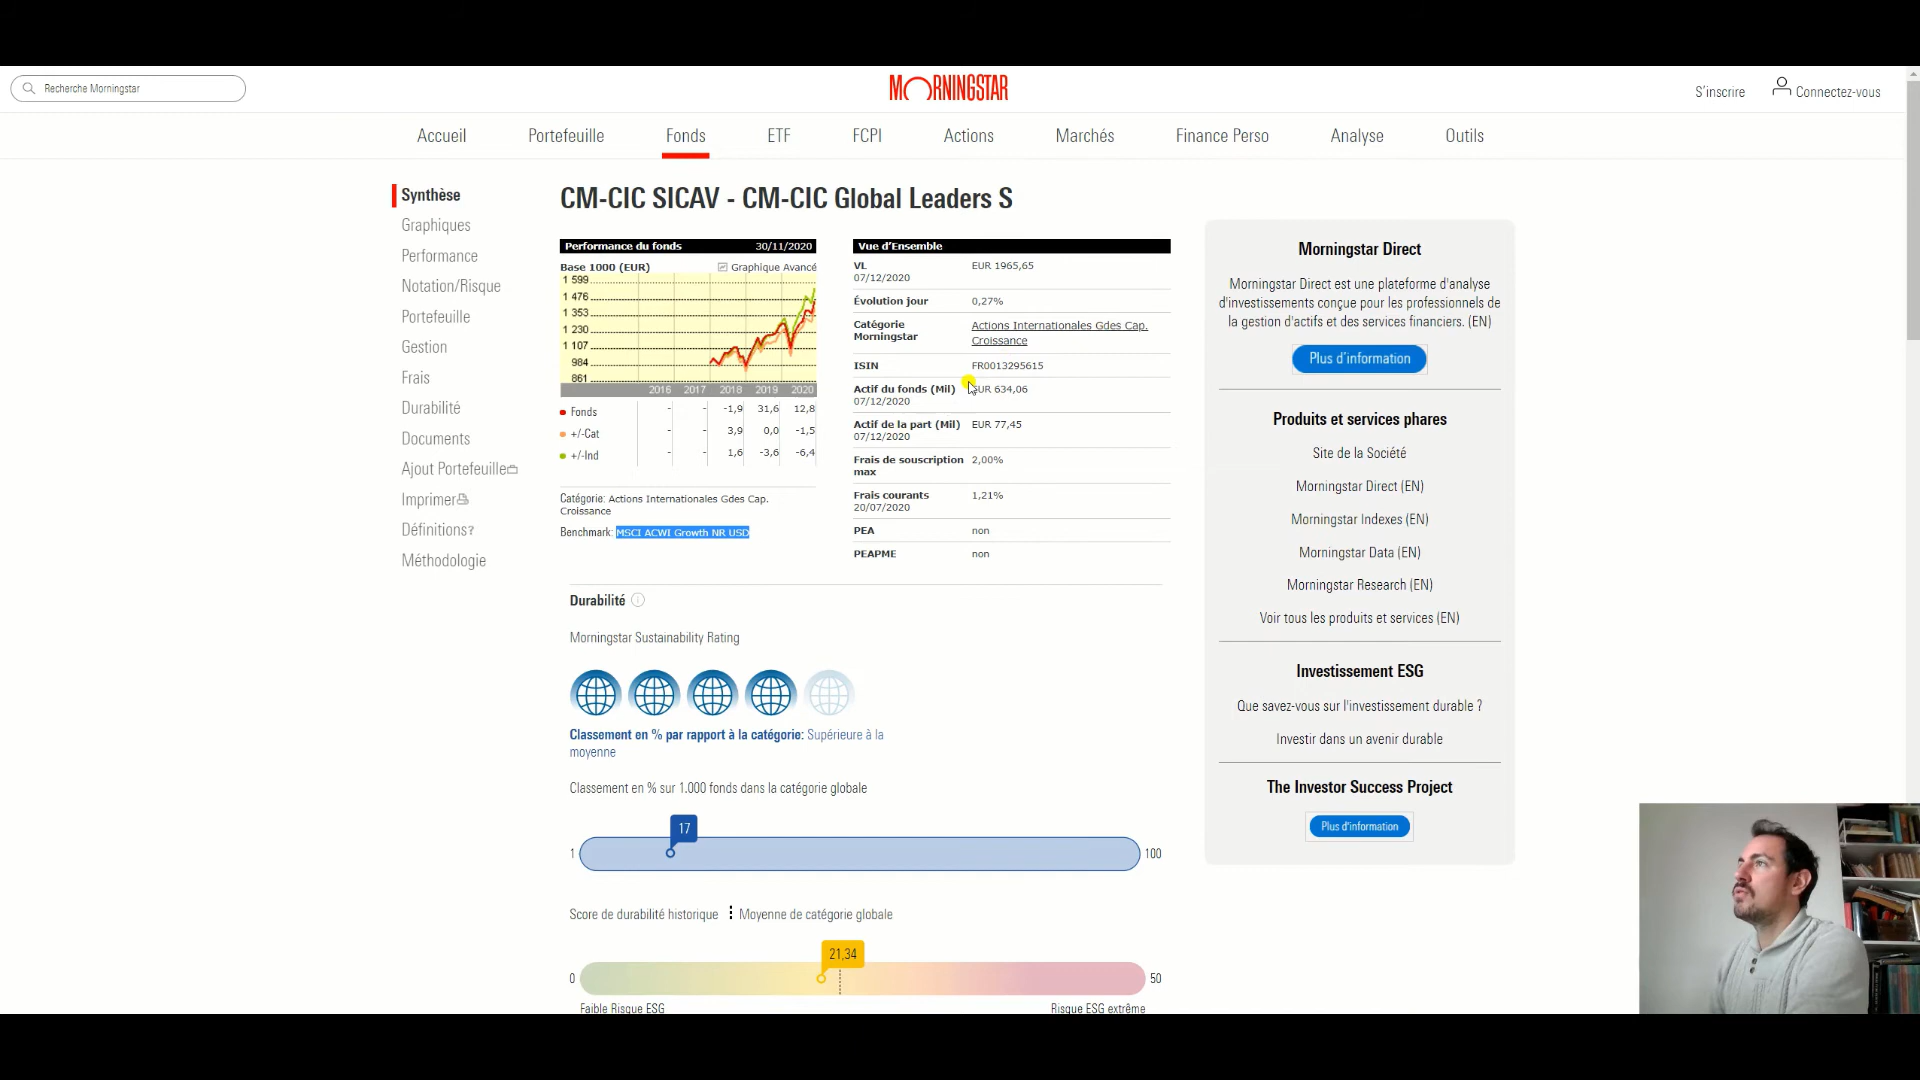 Recherche Morningstar
MORNINGSTAR
S'inscrire
Connectez-vous
Accueil
Portefeuille
Fonds
ETF
FCPI
Actions
Marchés
Finance Perso
Analyse
Outils
Synthèse
Graphiques
Performance
Notation/Risque
Portefeuille
Gestion
Frais
Durabilité
Documents
Ajout Portefeuille
Imprimer
Définitions?
Méthodologie
CM-CIC SICAV - CM-CIC Global Leaders S
Performance du fonds 30/11/2020
Base 1000 (EUR) Graphique Avancé
1 599
1 476
1 353
1 230
1 107
984
861
2016 2017 2018 2019 2020
Fonds - - -1,9 31,6 12,8
+/-Cat - - 3,9 0,0 -1,5
+/-Ind - - 1,6 -3,6 -6,4
Catégorie: Actions Internationales Gdes Cap.
Croissance
Benchmark: MSCI ACWI Growth NR USD
Vue d'Ensemble
VL EUR 1965,65
07/12/2020
Évolution jour 0,27%
Catégorie Actions Internationales Gdes Cap.
Morningstar Croissance
ISIN FR0013295615
Actif du fonds (Mil) EUR 634,06
07/12/2020
Actif de la part (Mil) EUR 77,45
07/12/2020
Frais de souscription 2,00%
max
Frais courants 1,21%
20/07/2020
PEA non
PEAPME non
Durabilité
Morningstar Sustainability Rating
Classement en % par rapport à la catégorie: Supérieure à la
moyenne
Classement en % sur 1.000 fonds dans la catégorie globale
17
1 100
Score de durabilité historique Moyenne de catégorie globale
21,34
0 50
Faible Risque ESG Risque ESG extrême
Morningstar Direct
Morningstar Direct est une plateforme d'analyse
d'investissements conçue pour les professionnels de
la gestion d'actifs et des services financiers. (EN)
Plus d'information
Produits et services phares
Site de la Société
Morningstar Direct (EN)
Morningstar Indexes (EN)
Morningstar Data (EN)
Morningstar Research (EN)
Voir tous les produits et services (EN)
Investissement ESG
Que savez-vous sur l'investissement durable ?
Investir dans un avenir durable
The Investor Success Project
Plus d'information